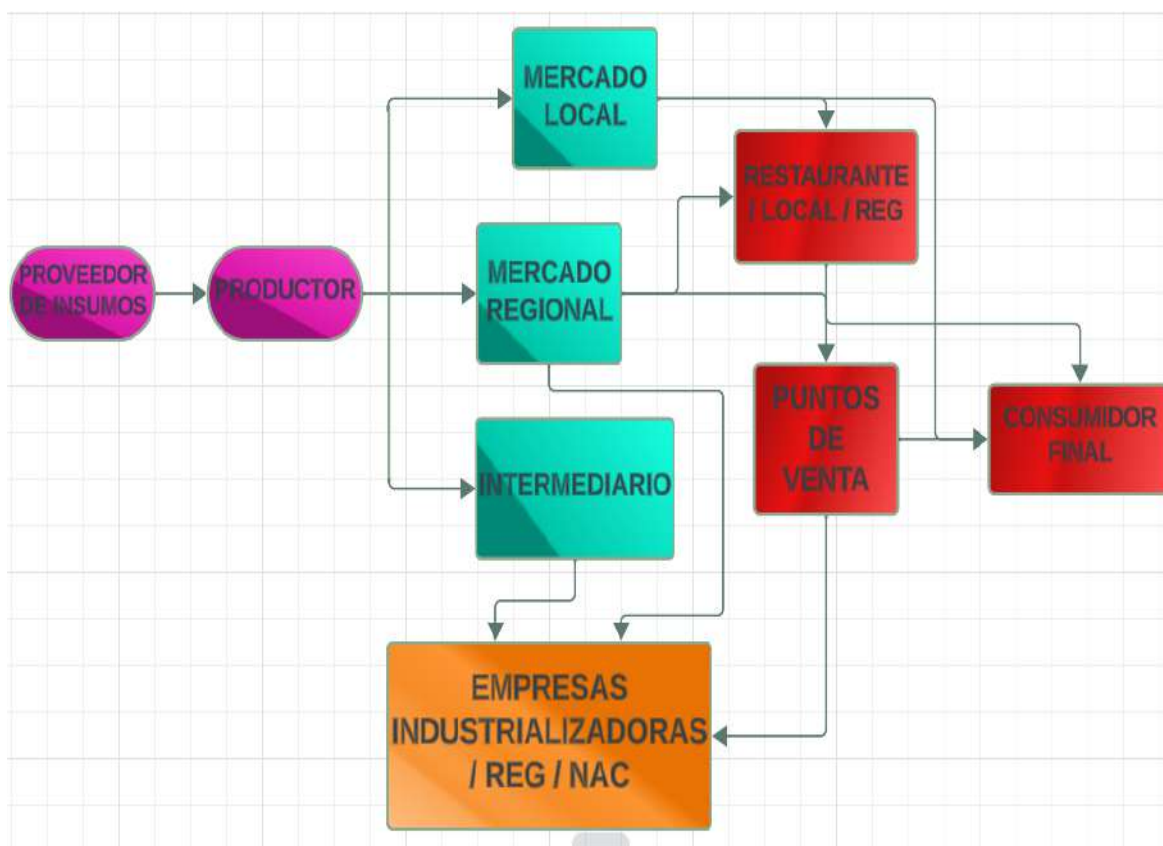 MERCADO
LOCAL
RESTAURANTE
/ LOCAL / REG
PROVEEDOR
DE INSUMOS
PRODUCTOR
MERCADO
REGIONAL
PUNTOS
DE
VENTA
CONSUMIDOR
FINAL
INTERMEDIARIO
EMPRESAS
INDUSTRIALIZADORAS
/ REG / NAC